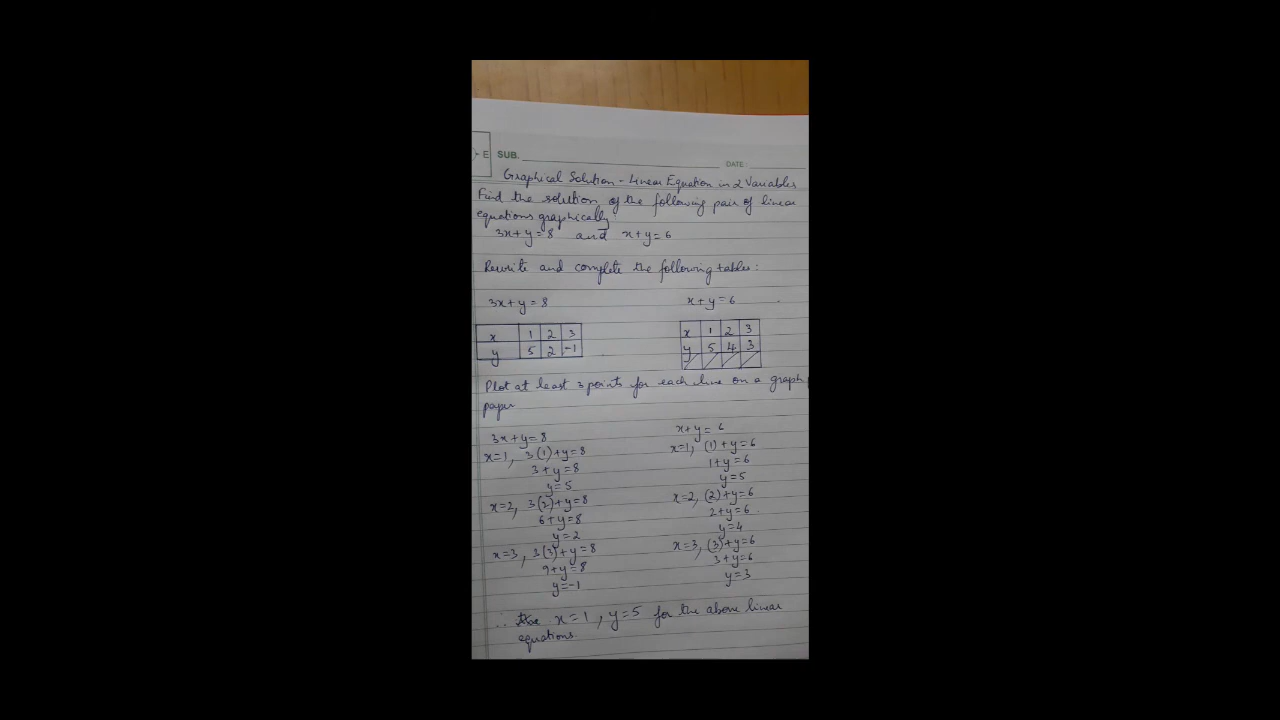 E SUB. DATE:
Graphical Solution - Linear Equation in 2 Variables
Find the solution of the following pair of linear
equations graphically
3x+y=8 and x+y=6
Rewrite and complete the following tables:
3x+y=8 x+y=6
x 1 2 3 x 1 2 3
y 5 2 -1 y 5 4 3
Plot at least 3 points for each line on a graph
paper
3x+y=8 x+y=6
x=1, 3(1)+y=8 x=1, (1)+y=6
3+y=8 1+y=6
y=5 y=5
x=2, 3(2)+y=8 x=2, (2)+y=6
6+y=8 2+y=6
y=2 y=4
x=3, 3(3)+y=8 x=3, (3)+y=6
9+y=8 3+y=6
y=-1 y=3
∴ x=1, y=5 for the above linear
equations.